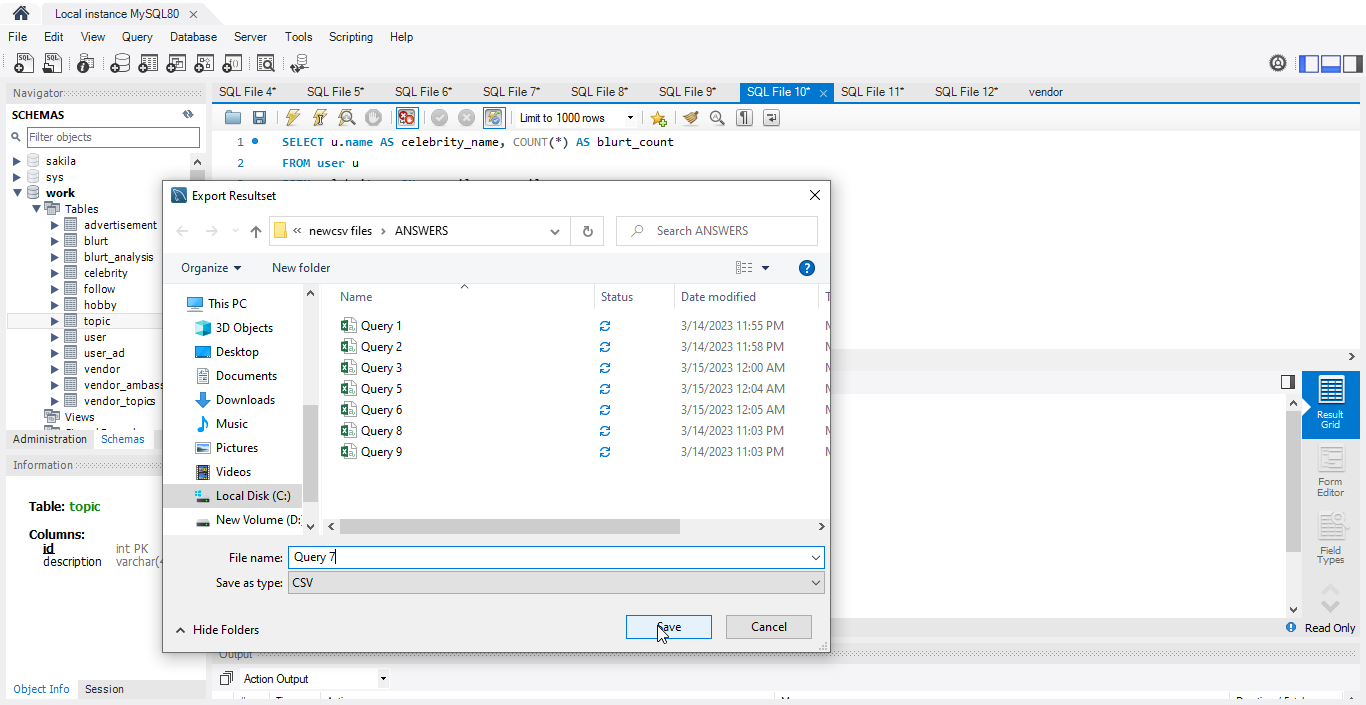 Local instance MySQL80
File Edit View Query Database Server Tools Scripting Help
Navigator
SCHEMAS
Filter objects
sakila
sys
work
Tables
advertisement
blurt
blurt_analysis
celebrity
follow
hobby
topic
user
user_ad
vendor
vendor_ambass
vendor_topics
Views
Administration Schemas
Information
Table: topic
Columns:
id int PK
description varchar(4
Object Info Session
SQL File 4* SQL File 5* SQL File 6* SQL File 7* SQL File 8* SQL File 9* SQL File 10* SQL File 11* SQL File 12* vendor
Limit to 1000 rows
1 SELECT u.name AS celebrity_name, COUNT(*) AS blurt_count
2 FROM user u
Export Resultset
« newcsv files > ANSWERS
Search ANSWERS
Organize New folder
This PC
3D Objects
Desktop
Documents
Downloads
Music
Pictures
Videos
Local Disk (C:)
New Volume (D:
Name Status Date modified
Query 1 3/14/2023 11:55 PM
Query 2 3/14/2023 11:58 PM
Query 3 3/15/2023 12:00 AM
Query 5 3/15/2023 12:04 AM
Query 6 3/15/2023 12:05 AM
Query 8 3/14/2023 11:03 PM
Query 9 3/14/2023 11:03 PM
File name: Query 7
Save as type: CSV
Hide Folders
Save Cancel
Result
Grid
Form
Editor
Field
Types
Read Only
Output
Action Output